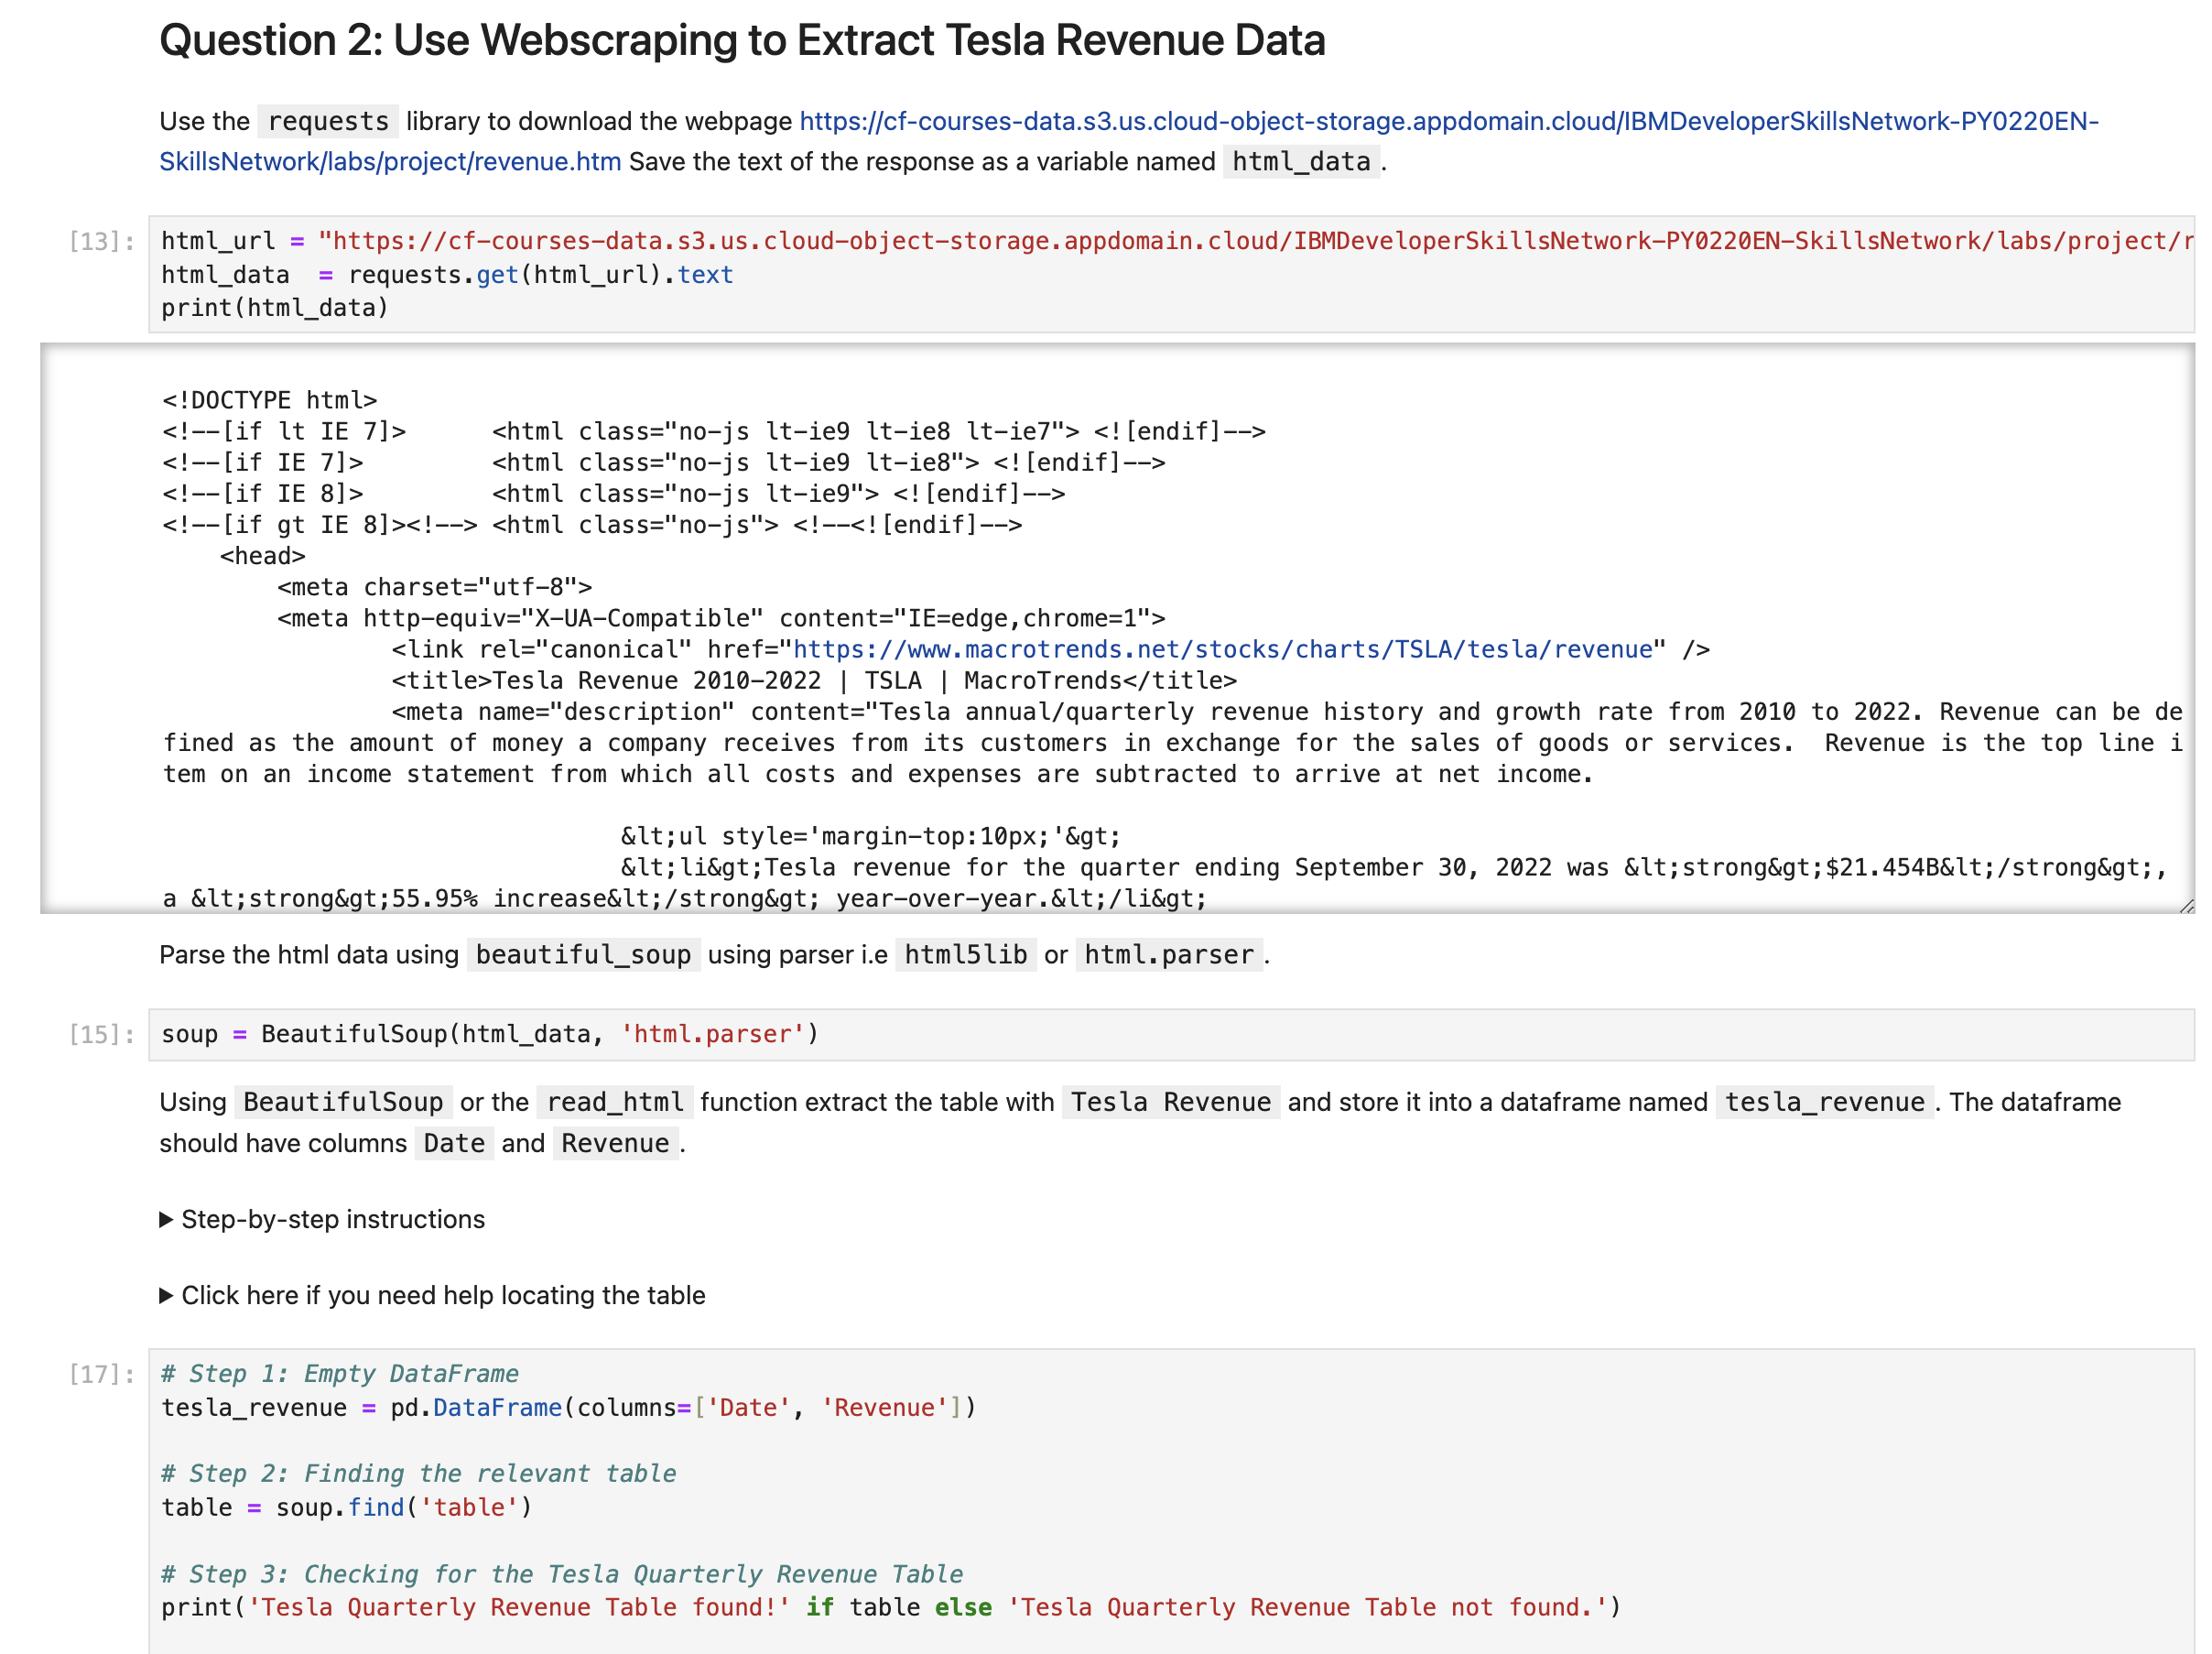 Question 2: Use Webscraping to Extract Tesla Revenue Data
Use the requests library to download the webpage https://cf-courses-data.s3.us.cloud-object-storage.appdomain.cloud/IBMDeveloperSkillsNetwork-PY0220EN-
SkillsNetwork/labs/project/revenue.htm Save the text of the response as a variable named html_data .
[13]: html_url = "https://cf-courses-data.s3.us.cloud-object-storage.appdomain.cloud/IBMDeveloperSkillsNetwork-PY0220EN-SkillsNetwork/labs/project/r
html_data  = requests.get(html_url).text
print(html_data)
<!DOCTYPE html>
<!--[if lt IE 7]>      <html class="no-js lt-ie9 lt-ie8 lt-ie7"> <![endif]-->
<!--[if IE 7]>         <html class="no-js lt-ie9 lt-ie8"> <![endif]-->
<!--[if IE 8]>         <html class="no-js lt-ie9"> <![endif]-->
<!--[if gt IE 8]><!--> <html class="no-js"> <!--<![endif]-->
<head>
<meta charset="utf-8">
<meta http-equiv="X-UA-Compatible" content="IE=edge,chrome=1">
<link rel="canonical" href="https://www.macrotrends.net/stocks/charts/TSLA/tesla/revenue" />
<title>Tesla Revenue 2010-2022 | TSLA | MacroTrends</title>
<meta name="description" content="Tesla annual/quarterly revenue history and growth rate from 2010 to 2022. Revenue can be de
fined as the amount of money a company receives from its customers in exchange for the sales of goods or services.  Revenue is the top line i
tem on an income statement from which all costs and expenses are subtracted to arrive at net income.
&lt;ul style='margin-top:10px;'&gt;
&lt;li&gt;Tesla revenue for the quarter ending September 30, 2022 was &lt;strong&gt;$21.454B&lt;/strong&gt;,
a &lt;strong&gt;55.95% increase&lt;/strong&gt; year-over-year.&lt;/li&gt;
Parse the html data using beautiful_soup using parser i.e html5lib or html.parser .
[15]: soup = BeautifulSoup(html_data, 'html.parser')
Using BeautifulSoup or the read_html function extract the table with Tesla Revenue and store it into a dataframe named tesla_revenue . The dataframe
should have columns Date and Revenue .
▶ Step-by-step instructions
▶ Click here if you need help locating the table
[17]: # Step 1: Empty DataFrame
tesla_revenue = pd.DataFrame(columns=['Date', 'Revenue'])
# Step 2: Finding the relevant table
table = soup.find('table')
# Step 3: Checking for the Tesla Quarterly Revenue Table
print('Tesla Quarterly Revenue Table found!' if table else 'Tesla Quarterly Revenue Table not found.')